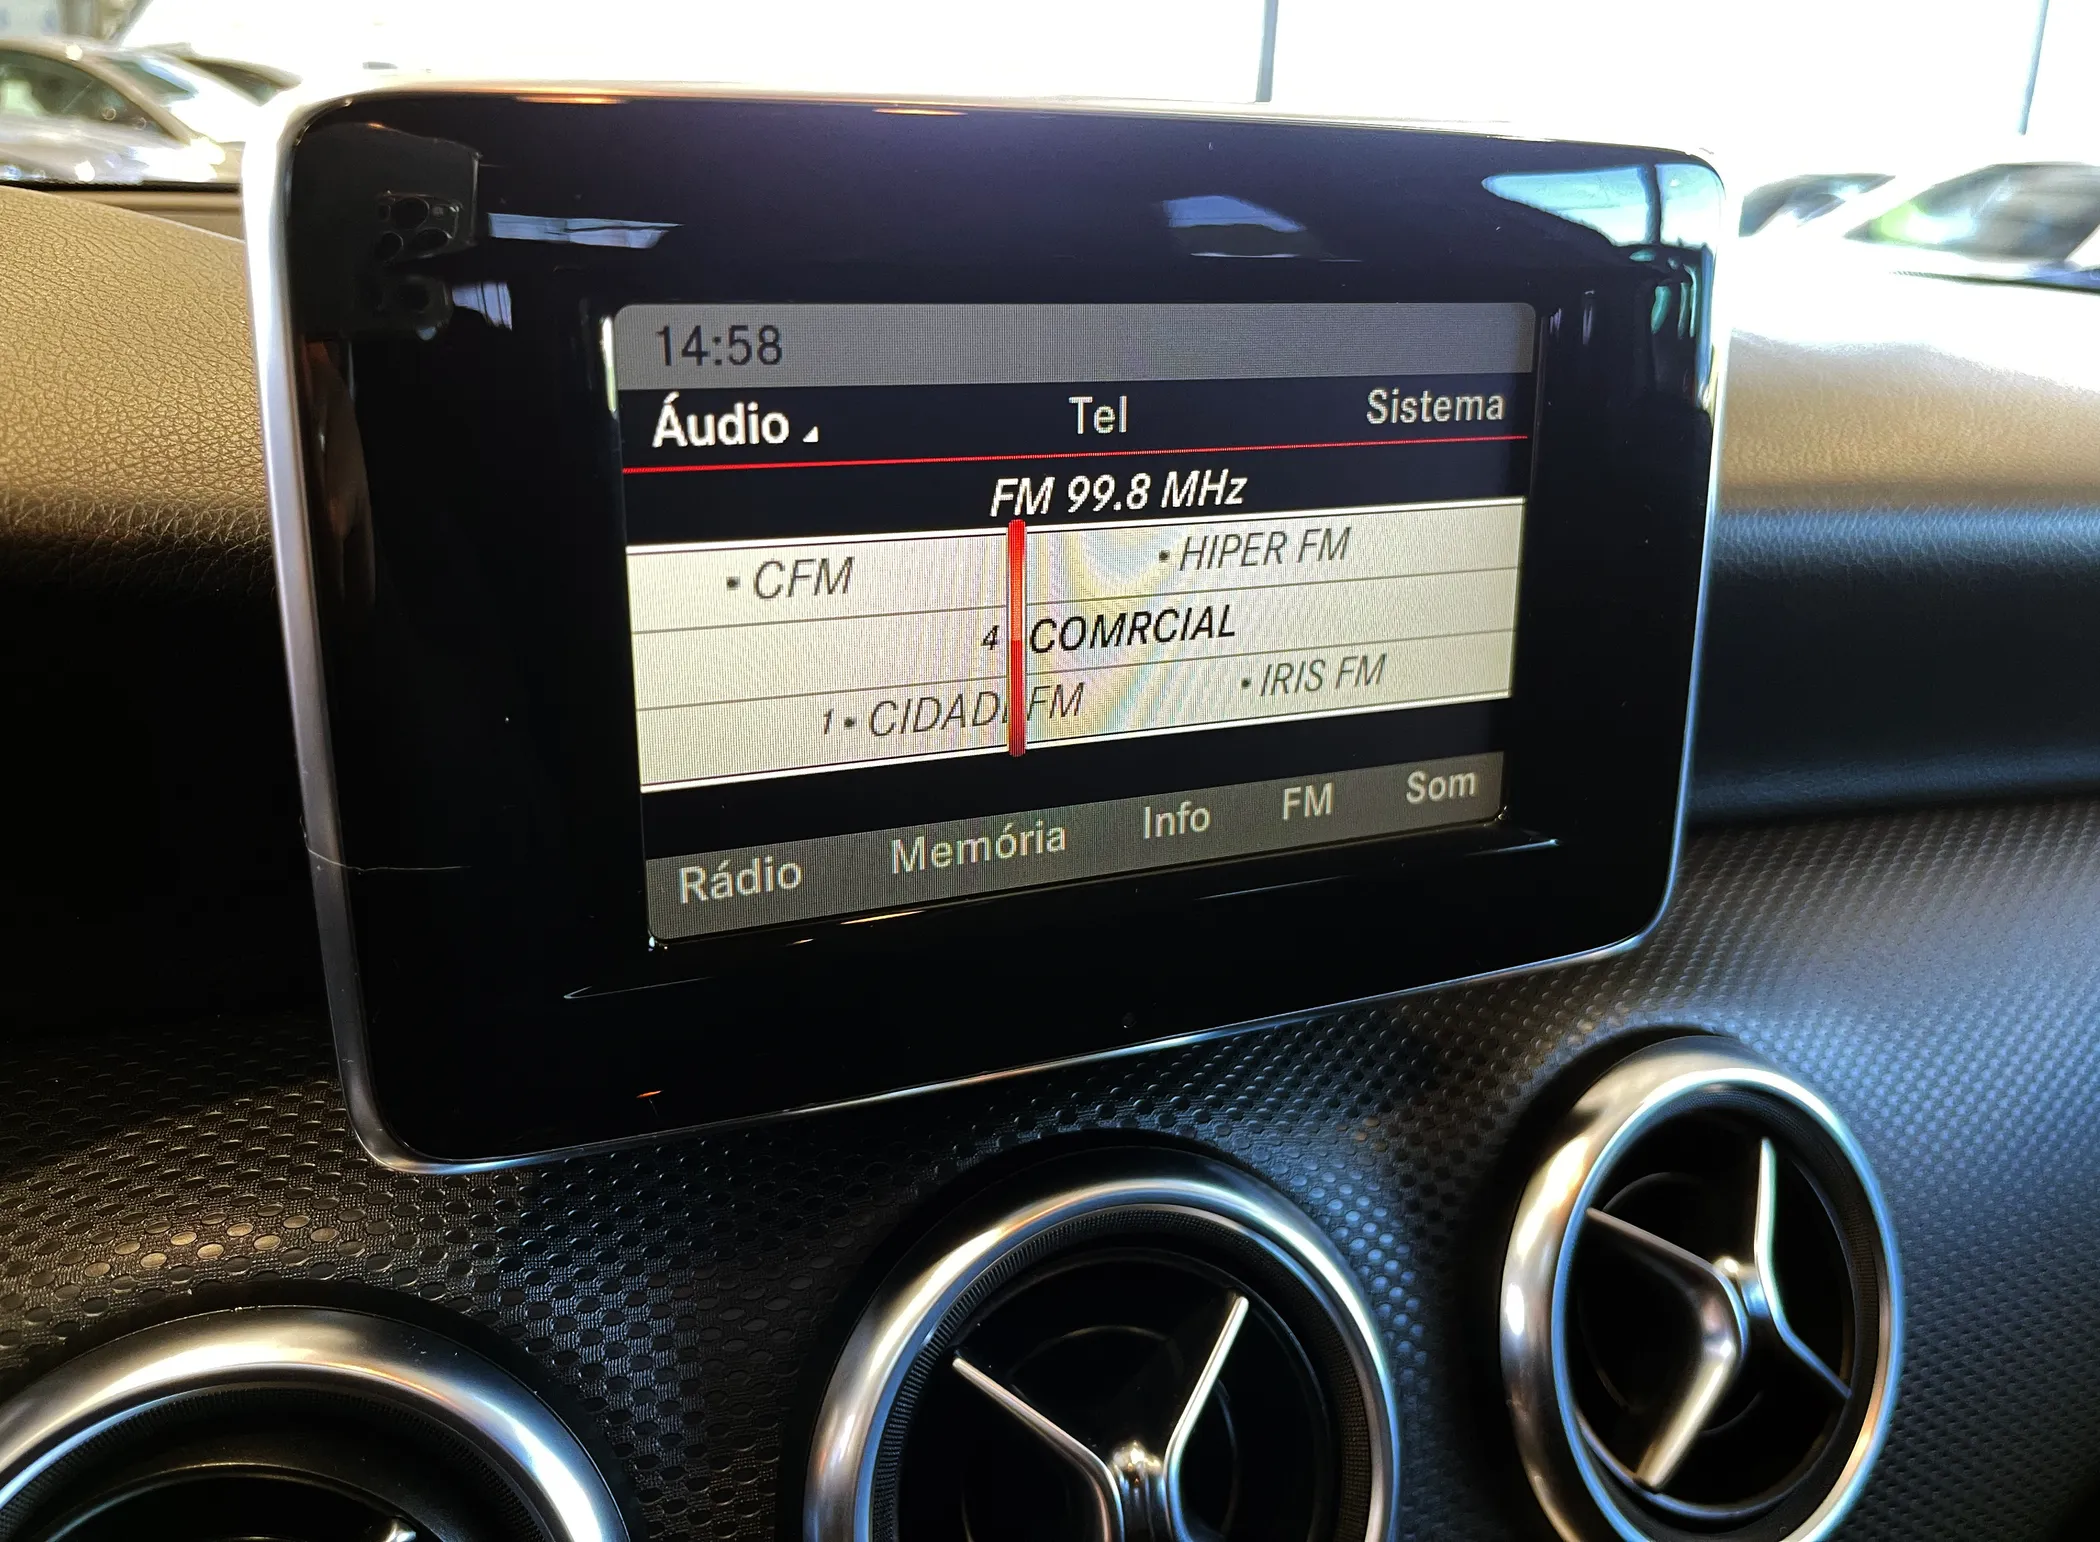 14:58
Áudio Tel Sistema
FM 99.8 MHz
• CFM • HIPER FM
4 COMRCIAL
1 • CIDAD FM • IRIS FM
Rádio Memória Info FM Som